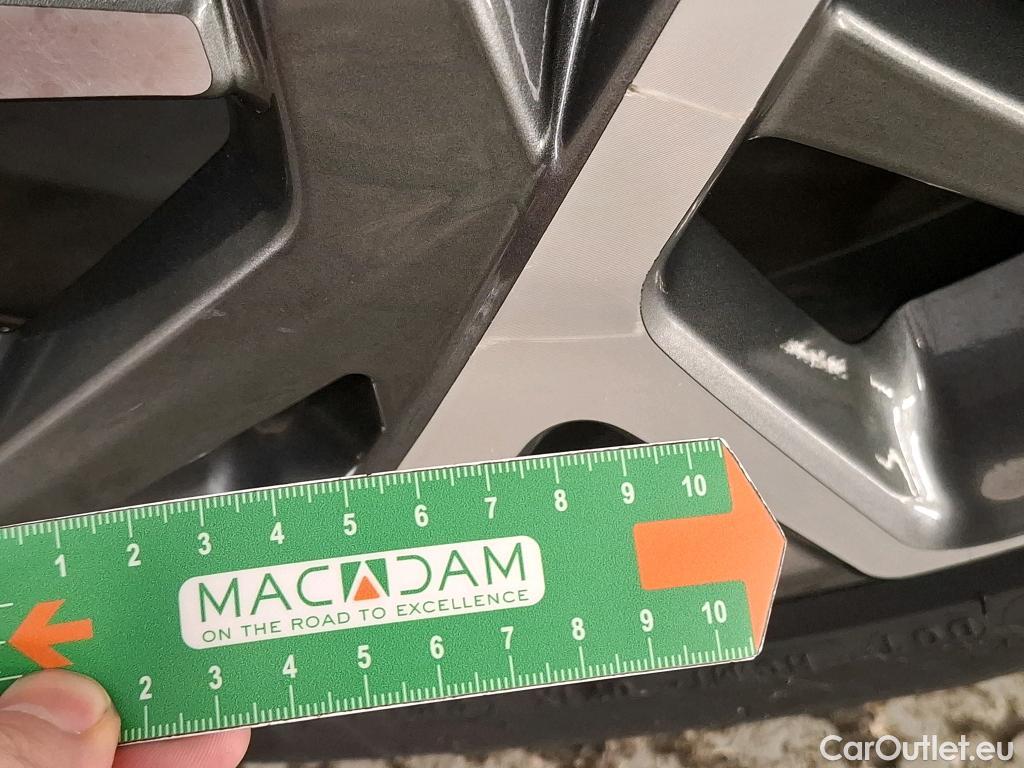 1 2 3 4 5 6 7 8 9 10
MACADAM
ON THE ROAD TO EXCELLENCE
2 3 4 5 6 7 8 9 10
DOT
CarOutlet.eu